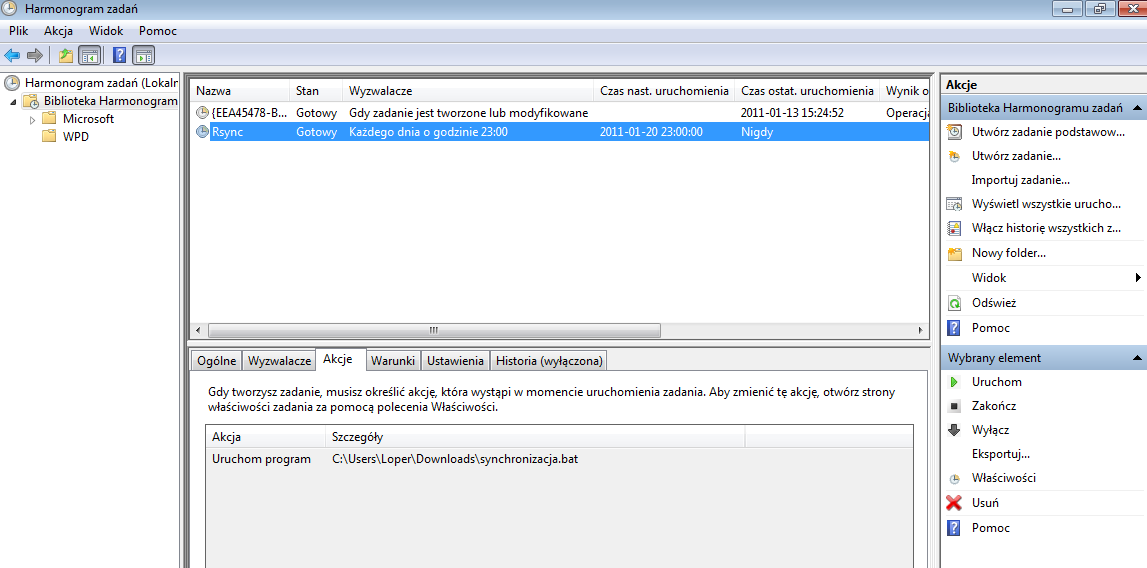 Harmonogram zadań
Plik Akcja Widok Pomoc
Harmonogram zadań (Lokaln
Biblioteka Harmonogram
Microsoft
WPD
Nazwa Stan Wyzwalacze Czas nast. uruchomienia Czas ostat. uruchomienia Wynik o
{EEA45478-B... Gotowy Gdy zadanie jest tworzone lub modyfikowane 2011-01-13 15:24:52 Operacja
Rsync Gotowy Każdego dnia o godzinie 23:00 2011-01-20 23:00:00 Nigdy
Ogólne Wyzwalacze Akcje Warunki Ustawienia Historia (wyłączona)
Gdy tworzysz zadanie, musisz określić akcję, która wystąpi w momencie uruchomienia zadania. Aby zmienić tę akcję, otwórz strony
właściwości zadania za pomocą polecenia Właściwości.
Akcja Szczegóły
Uruchom program C:\Users\Loper\Downloads\synchronizacja.bat
Akcje
Biblioteka Harmonogramu zadań
Utwórz zadanie podstawow...
Utwórz zadanie...
Importuj zadanie...
Wyświetl wszystkie urucho...
Włącz historię wszystkich z...
Nowy folder...
Widok
Odśwież
Pomoc
Wybrany element
Uruchom
Zakończ
Wyłącz
Eksportuj...
Właściwości
Usuń
Pomoc